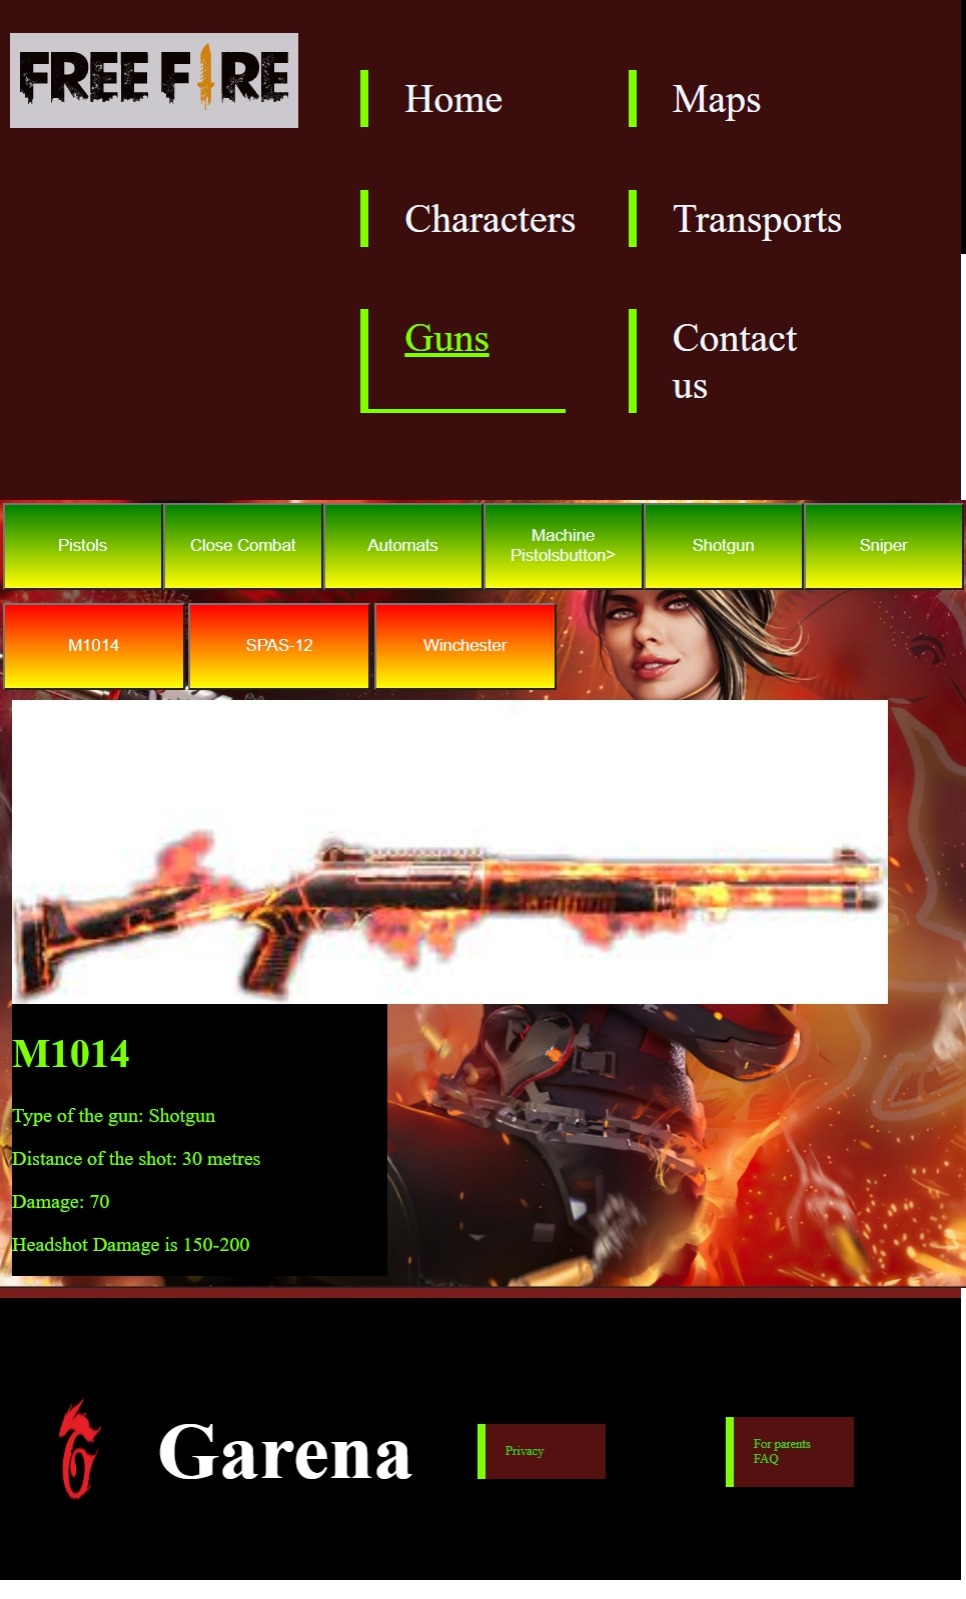 FREE FIRE
Home
Maps
Characters
Transports
Guns
Contact
us
Pistols
Close Combat
Automats
Machine
Pistolsbutton>
Shotgun
Sniper
M1014
SPAS-12
Winchester
M1014
Type of the gun: Shotgun
Distance of the shot: 30 metres
Damage: 70
Headshot Damage is 150-200
Garena
Privacy
For parents
FAQ